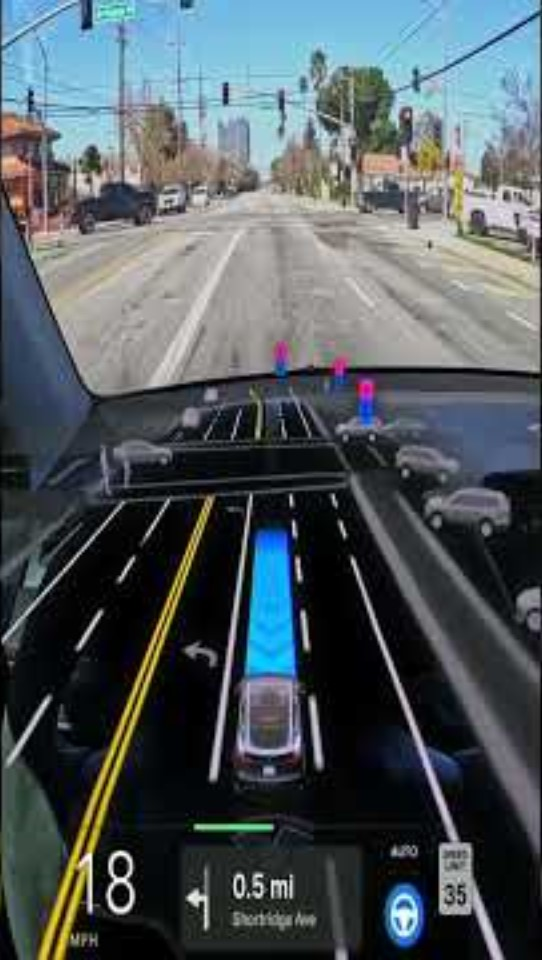 18
MPH
0.5 mi
Shortridge Ave
AUTO
SPEED
LIMIT
35